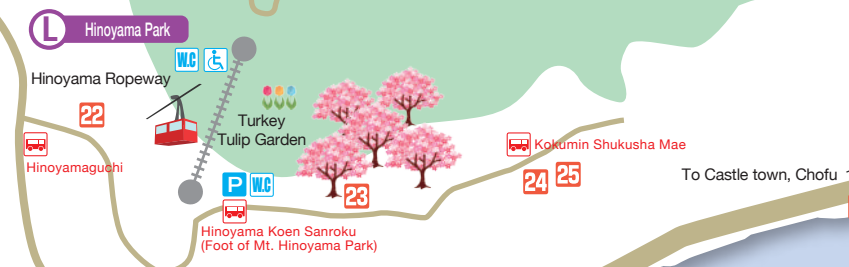 L
Hinoyama Park
W.C
Hinoyama Ropeway
22
Turkey
Tulip Garden
Hinoyamaguchi
Kokumin Shukusha Mae
To Castle town, Chofu
24
25
P
W.C
23
Hinoyama Koen Sanroku
(Foot of Mt. Hinoyama Park)